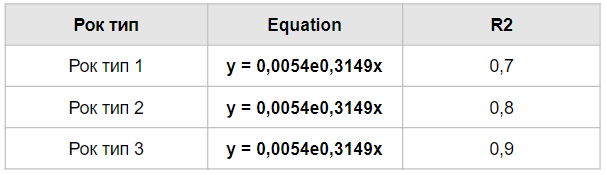 Рок тип Equation R2
Рок тип 1 y = 0,0054e0,3149x 0,7
Рок тип 2 y = 0,0054e0,3149x 0,8
Рок тип 3 y = 0,0054e0,3149x 0,9